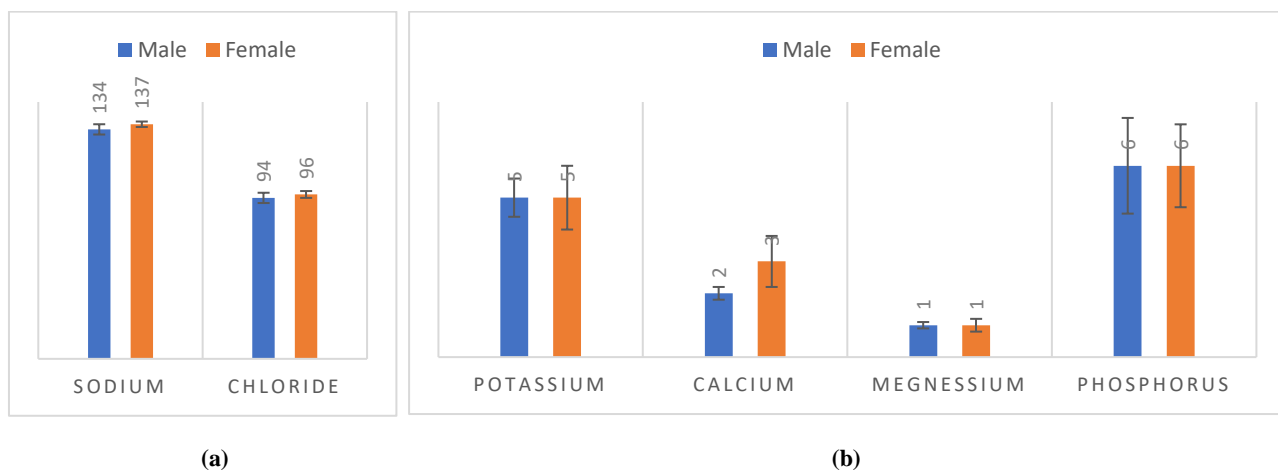 Male Female
134
137
94
96
SODIUM CHLORIDE
(a)
Male Female
5
5
2
3
1
1
6
6
POTASSIUM CALCIUM MEGNESSIUM PHOSPHORUS
(b)